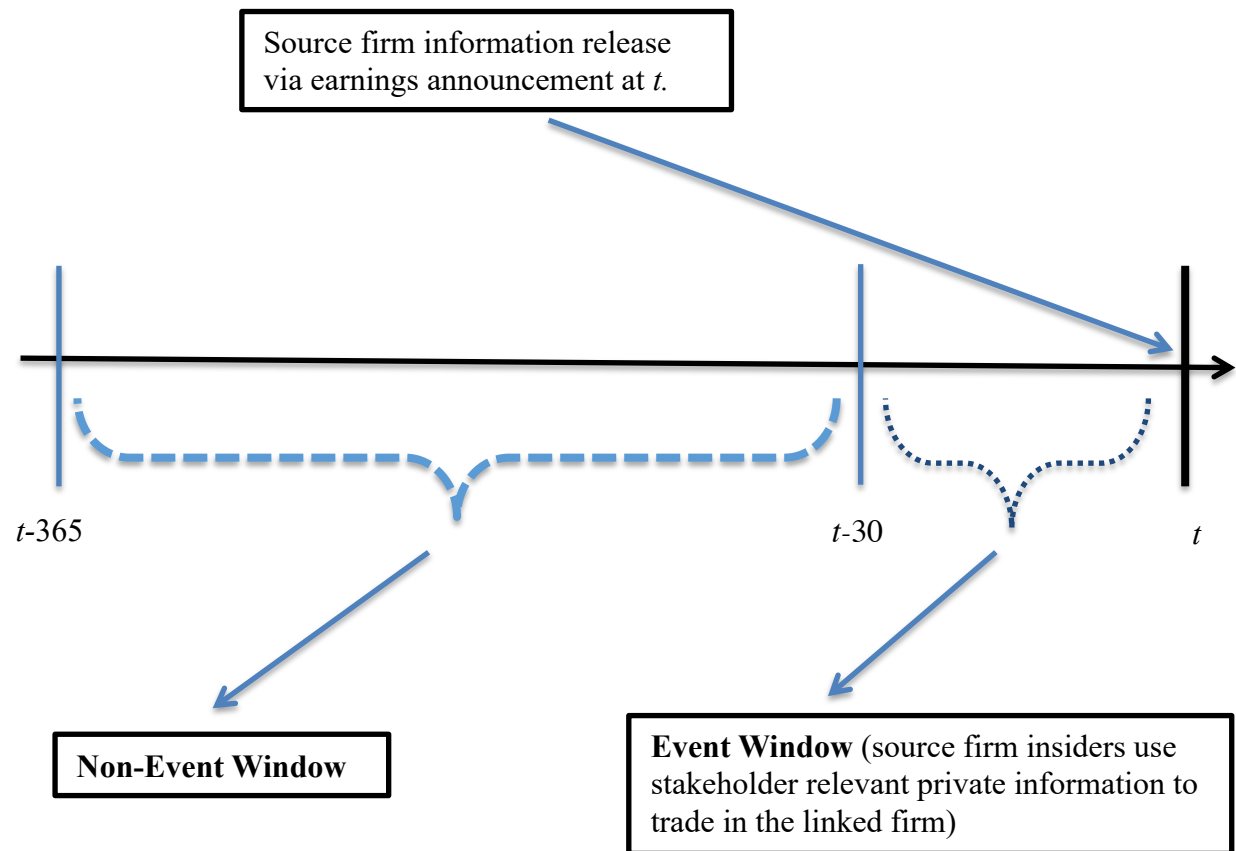 Source firm information release
via earnings announcement at t.
t-365
t-30
t
Non-Event Window
Event Window (source firm insiders use
stakeholder relevant private information to
trade in the linked firm)